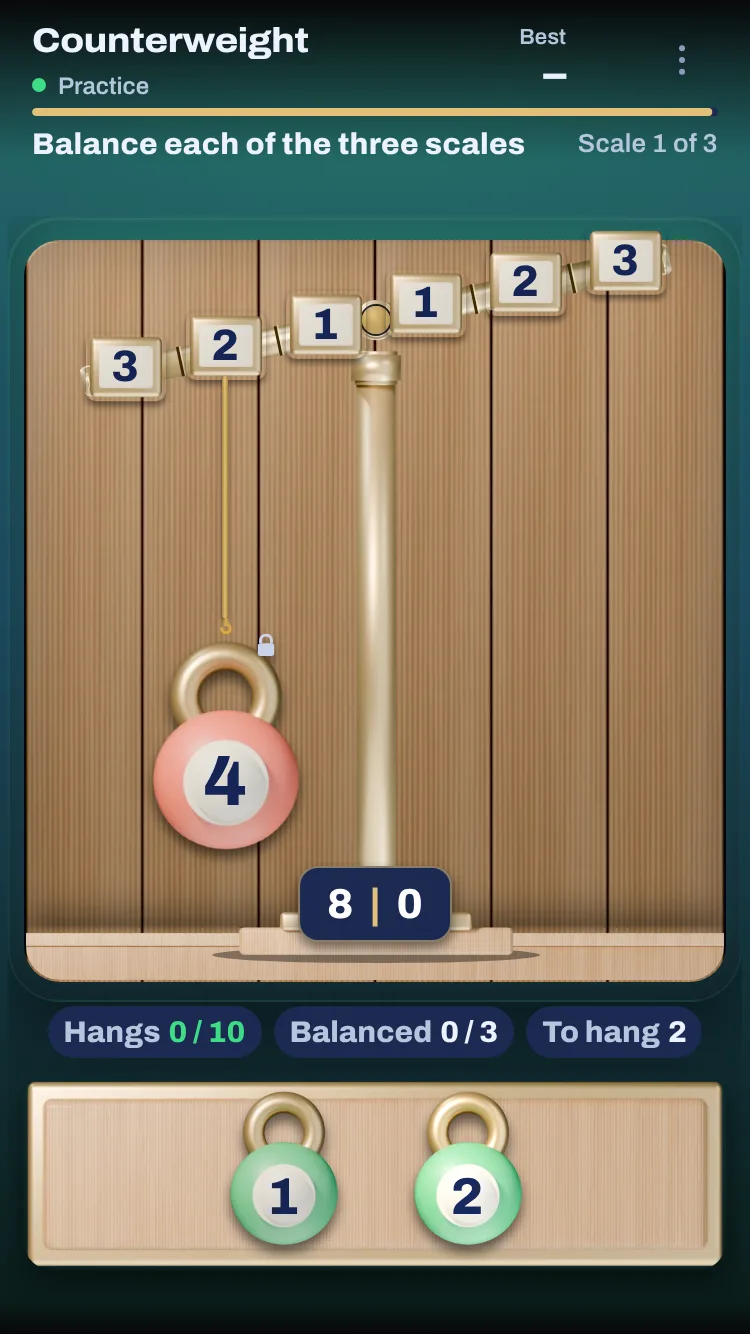 Counterweight
Best
–
Practice
Balance each of the three scales
Scale 1 of 3
3 2 1 1 2 3
4
8 | 0
Hangs 0 / 10
Balanced 0 / 3
To hang 2
1 2